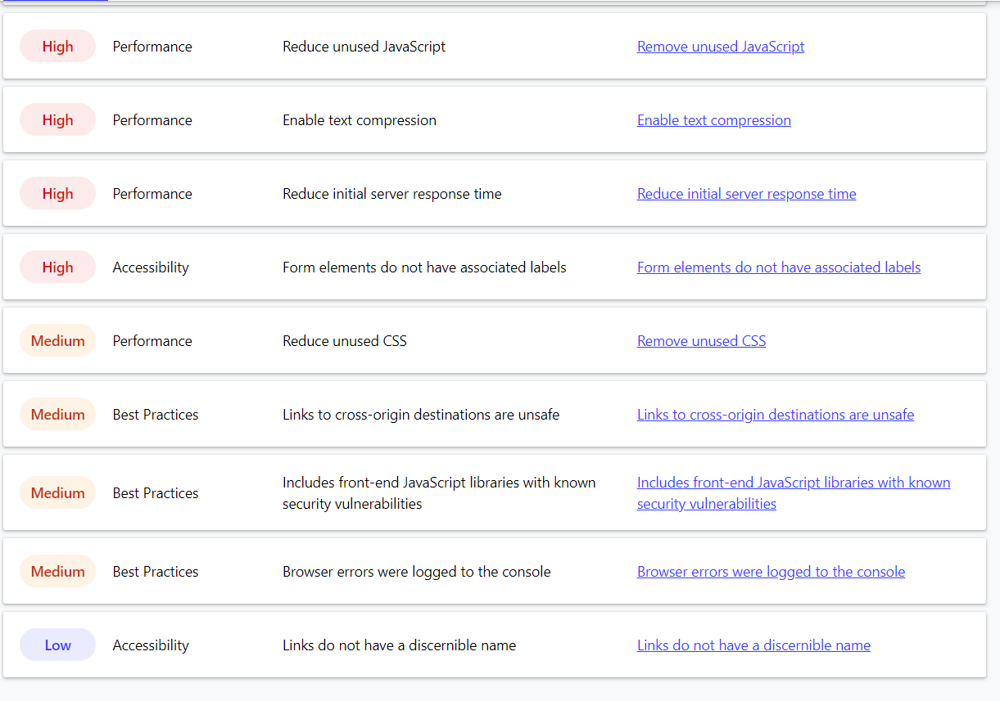 High Performance Reduce unused JavaScript Remove unused JavaScript
High Performance Enable text compression Enable text compression
High Performance Reduce initial server response time Reduce initial server response time
High Accessibility Form elements do not have associated labels Form elements do not have associated labels
Medium Performance Reduce unused CSS Remove unused CSS
Medium Best Practices Links to cross-origin destinations are unsafe Links to cross-origin destinations are unsafe
Medium Best Practices Includes front-end JavaScript libraries with known
security vulnerabilities
Includes front-end JavaScript libraries with known
security vulnerabilities
Medium Best Practices Browser errors were logged to the console Browser errors were logged to the console
Low Accessibility Links do not have a discernible name Links do not have a discernible name